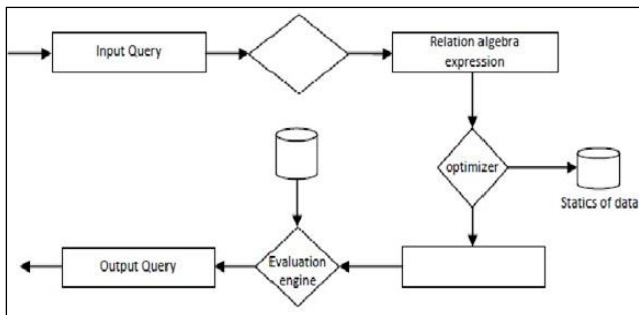 Input Query
Relation algebra
expression
optimizer
Statics of data
Output Query
Evaluation
engine